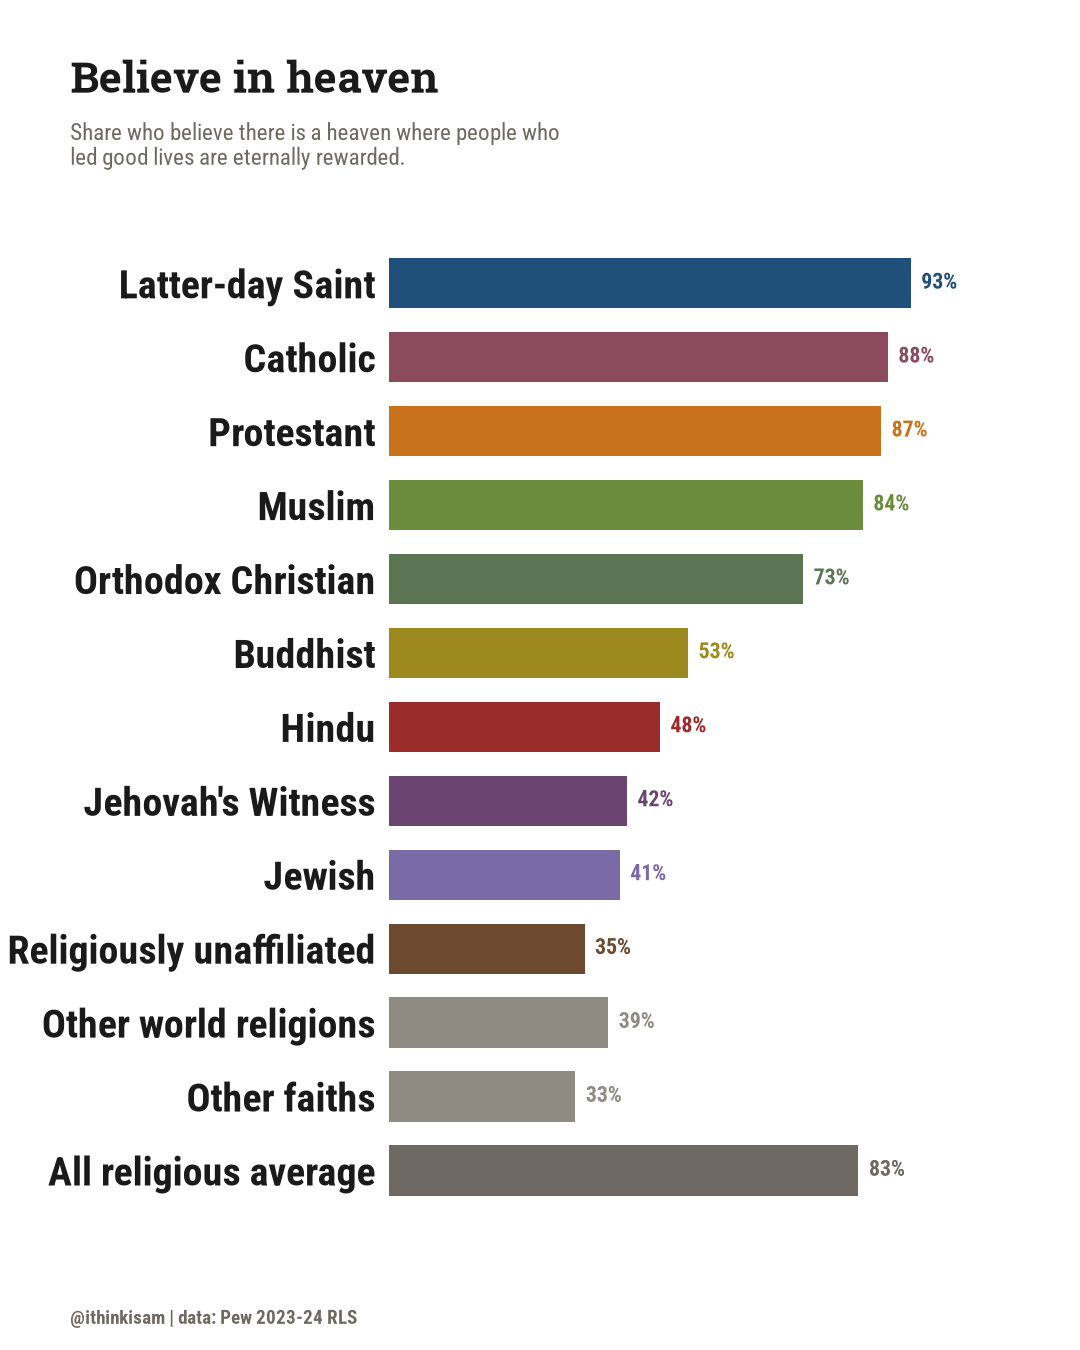 Believe in heaven
Share who believe there is a heaven where people who
led good lives are eternally rewarded.
Latter-day Saint 93%
Catholic 88%
Protestant 87%
Muslim 84%
Orthodox Christian 73%
Buddhist 53%
Hindu 48%
Jehovah's Witness 42%
Jewish 41%
Religiously unaffiliated 35%
Other world religions 39%
Other faiths 33%
All religious average 83%
@ithinkisam | data: Pew 2023-24 RLS